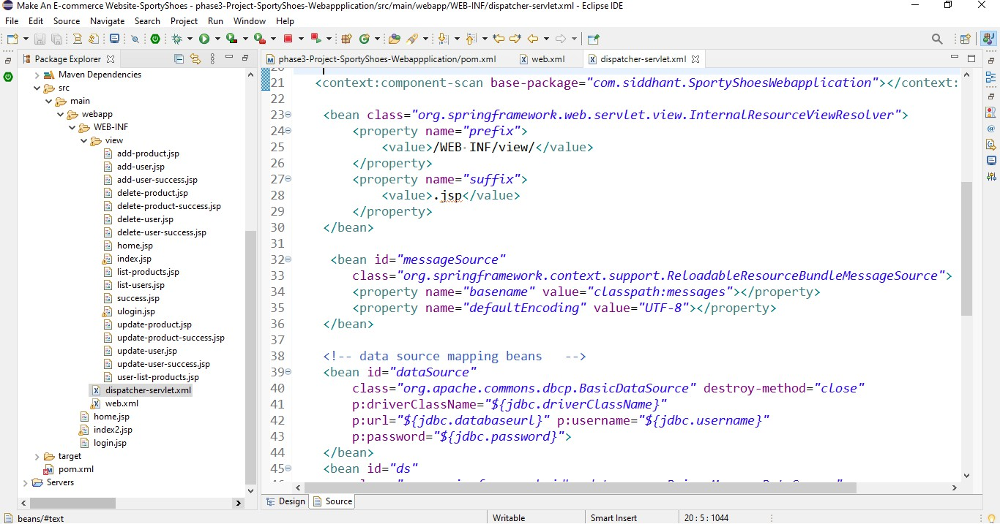 Make An E-commerce Website-SportyShoes - phase3-Project-SportyShoes-Webappplication/src/main/webapp/WEB-INF/dispatcher-servlet.xml - Eclipse IDE
File Edit Source Navigate Search Project Run Window Help
Package Explorer
phase3-Project-SportyShoes-Webappplication/pom.xml
web.xml
dispatcher-servlet.xml
Maven Dependencies
src
main
webapp
WEB-INF
view
add-product.jsp
add-user.jsp
add-user-success.jsp
delete-product.jsp
delete-product-success.jsp
delete-user.jsp
delete-user-success.jsp
home.jsp
index.jsp
list-products.jsp
list-users.jsp
success.jsp
ulogin.jsp
update-product.jsp
update-product-success.jsp
update-user.jsp
update-user-success.jsp
user-list-products.jsp
dispatcher-servlet.xml
web.xml
home.jsp
index2.jsp
login.jsp
target
pom.xml
Servers
20
21 <context:component-scan base-package="com.siddhant.SportyShoesWebapplication"></context:
22
23 <bean class="org.springframework.web.servlet.view.InternalResourceViewResolver">
24 <property name="prefix">
25 <value>/WEB-INF/view/</value>
26 </property>
27 <property name="suffix">
28 <value>.jsp</value>
29 </property>
30 </bean>
31
32 <bean id="messageSource"
33 class="org.springframework.context.support.ReloadableResourceBundleMessageSource">
34 <property name="basename" value="classpath:messages"></property>
35 <property name="defaultEncoding" value="UTF-8"></property>
36 </bean>
37
38 <!-- data source mapping beans -->
39 <bean id="dataSource"
40 class="org.apache.commons.dbcp.BasicDataSource" destroy-method="close"
41 p:driverClassName="${jdbc.driverClassName}"
42 p:url="${jdbc.databaseurl}" p:username="${jdbc.username}"
43 p:password="${jdbc.password}">
44 </bean>
45 <bean id="ds"
Design Source
beans/#text
Writable
Smart Insert
20 : 5 : 1044